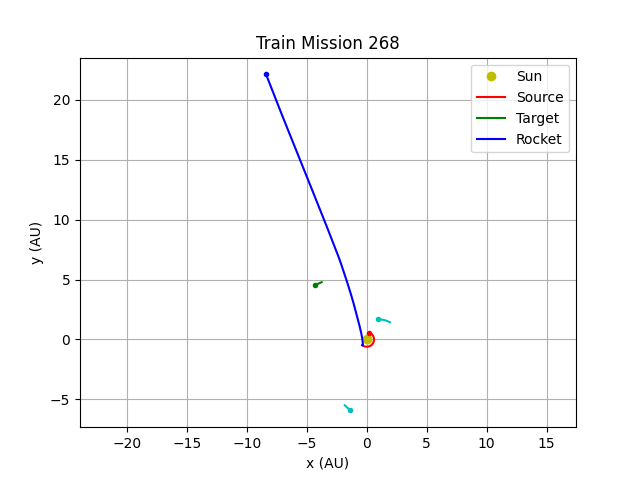 Train Mission 268
Sun
Source
Target
Rocket
20
15
10
5
0
−5
y (AU)
−20
−15
−10
−5
0
5
10
15
x (AU)